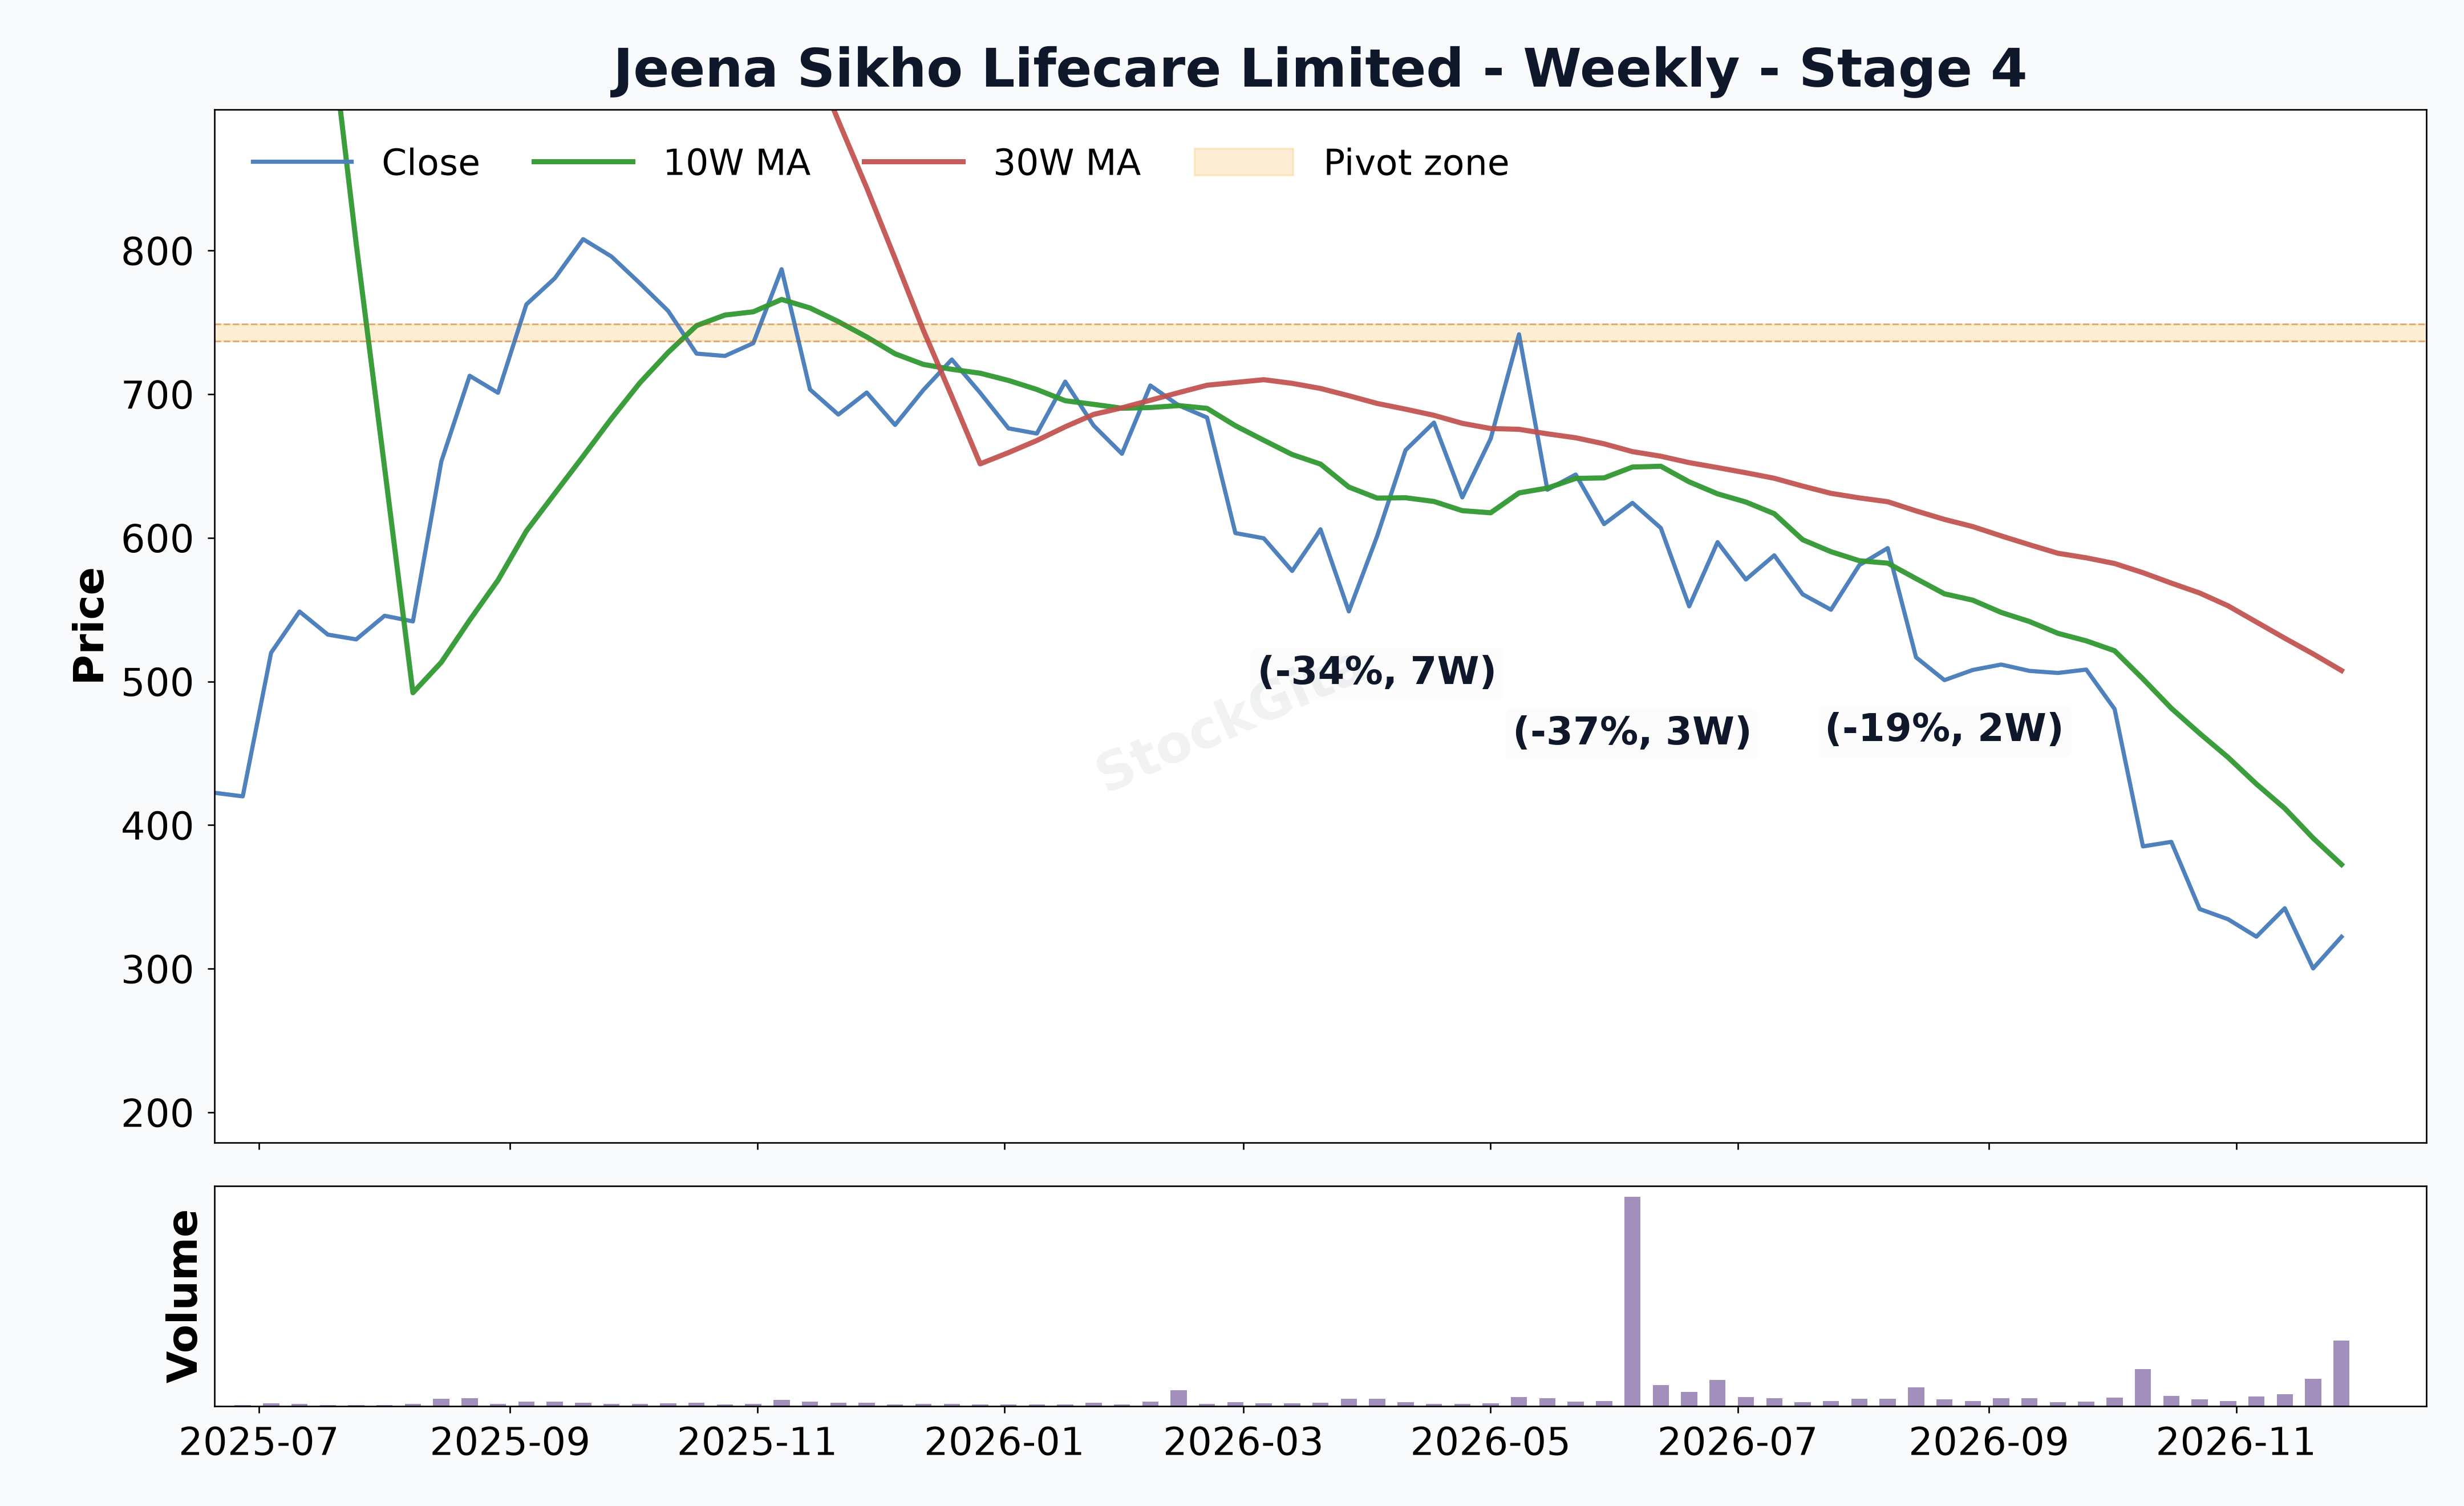 Jeena Sikho Lifecare Limited - Weekly - Stage 4
Close 10W MA 30W MA Pivot zone
Price
800
700
600
500
400
300
200
(-34%, 7W)
(-37%, 3W)
(-19%, 2W)
Volume
2025-07 2025-09 2025-11 2026-01 2026-03 2026-05 2026-07 2026-09 2026-11